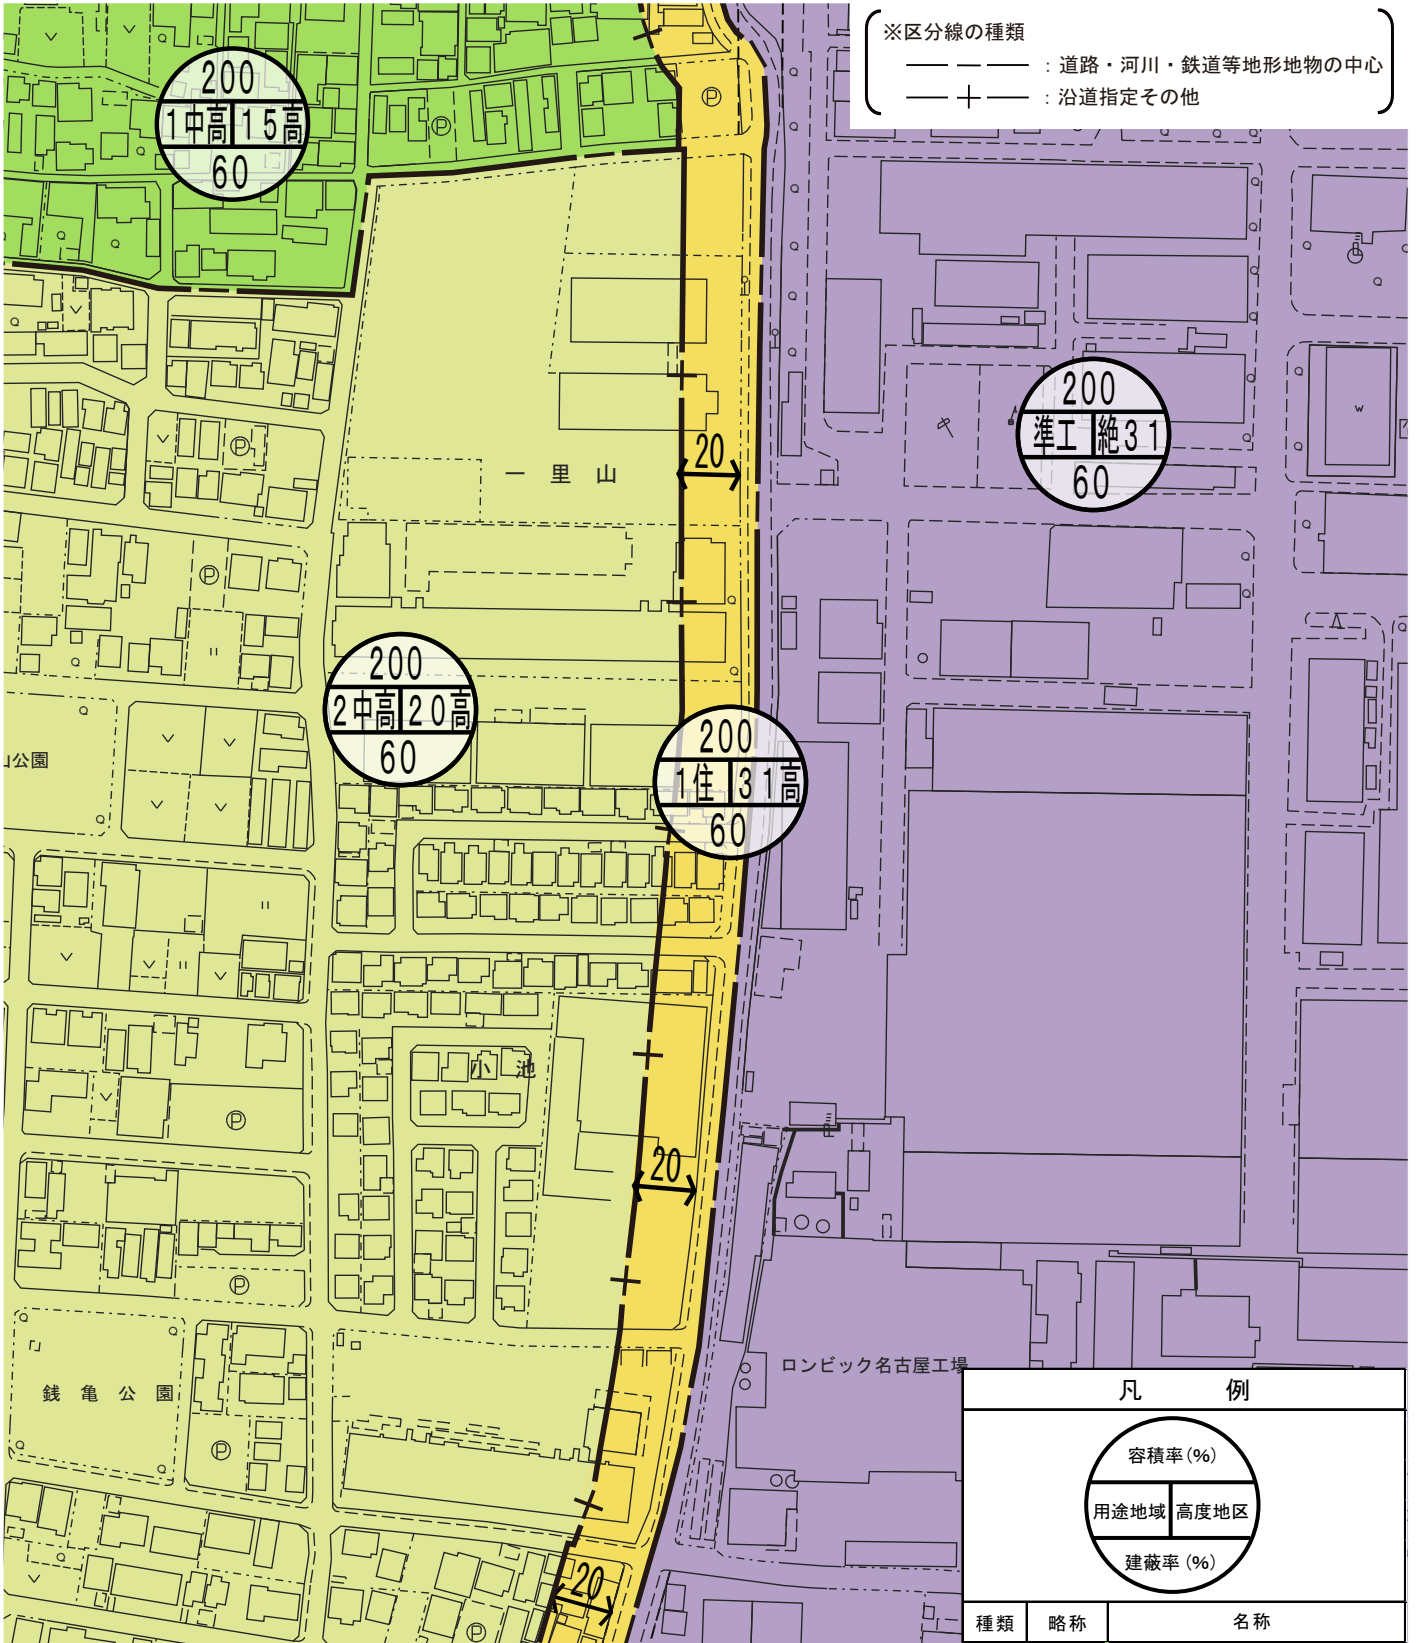 ※区分線の種類
：道路・河川・鉄道等地形地物の中心
：沿道指定その他
200
1中高 15高
60
P
P
200
準工 絶31
60
20
一里山
P
P
200
2中高 20高
60
200
1住 31高
60
山公園
小池
P
20
P
ロンビック名古屋工場
銭亀公園
P
20
P
凡例
容積率(%)
用途地域 高度地区
建蔽率(%)
種類 略称 名称